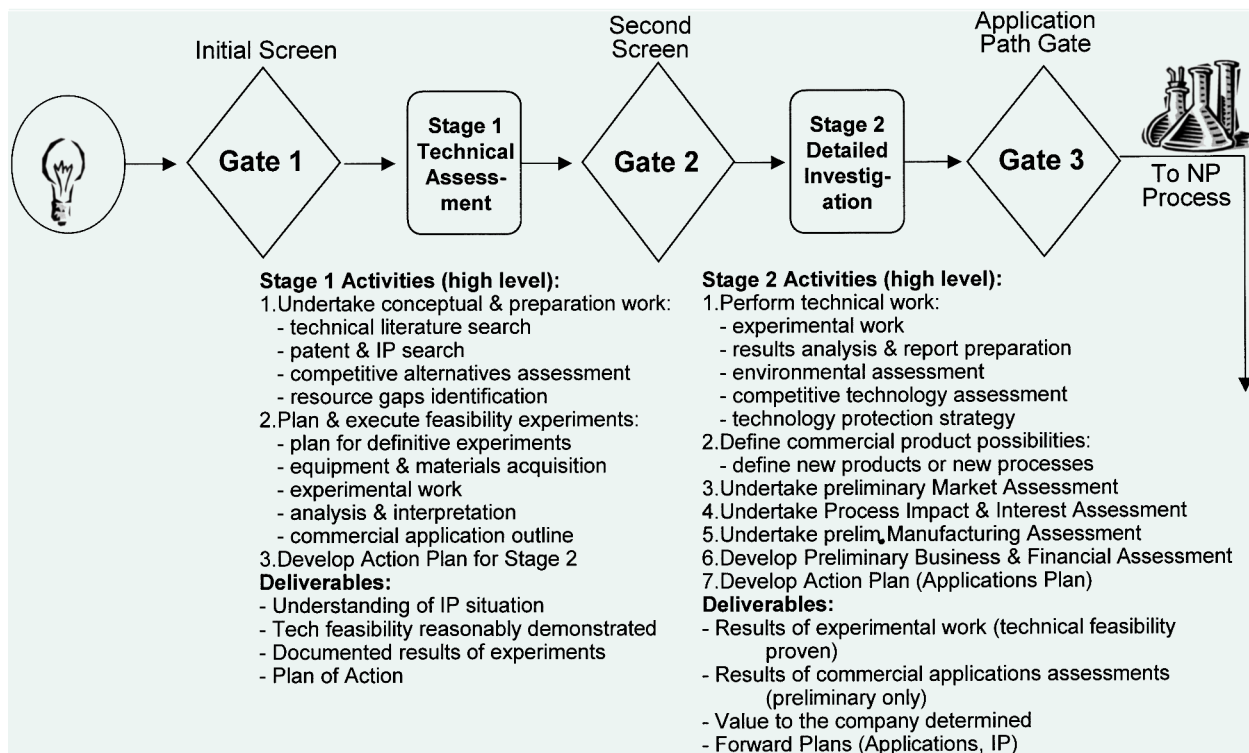 Initial Screen
Second
Screen
Application
Path Gate
Gate 1
Stage 1
Technical
Assess-
ment
Gate 2
Stage 2
Detailed
Investig-
ation
Gate 3
To NP
Process
Stage 1 Activities (high level):
1.Undertake conceptual & preparation work:
- technical literature search
- patent & IP search
- competitive alternatives assessment
- resource gaps identification
2.Plan & execute feasibility experiments:
- plan for definitive experiments
- equipment & materials acquisition
- experimental work
- analysis & interpretation
- commercial application outline
3.Develop Action Plan for Stage 2
Deliverables:
- Understanding of IP situation
- Tech feasibility reasonably demonstrated
- Documented results of experiments
- Plan of Action
Stage 2 Activities (high level):
1.Perform technical work:
- experimental work
- results analysis & report preparation
- environmental assessment
- competitive technology assessment
- technology protection strategy
2.Define commercial product possibilities:
- define new products or new processes
3.Undertake preliminary Market Assessment
4.Undertake Process Impact & Interest Assessment
5.Undertake prelim. Manufacturing Assessment
6.Develop Preliminary Business & Financial Assessment
7.Develop Action Plan (Applications Plan)
Deliverables:
- Results of experimental work (technical feasibility
proven)
- Results of commercial applications assessments
(preliminary only)
- Value to the company determined
- Forward Plans (Applications, IP)